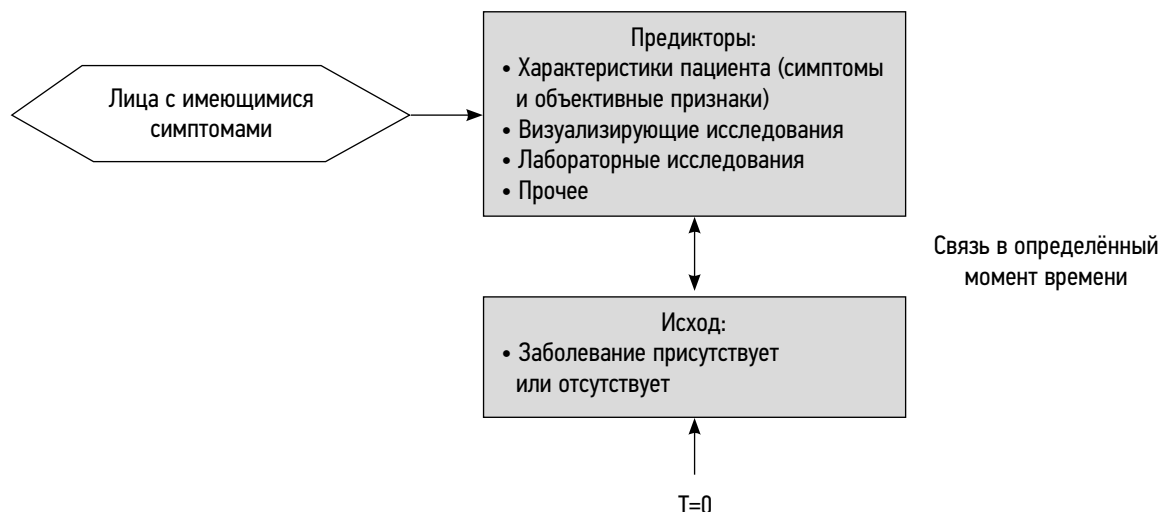 Лица с имеющимися
симптомами
Предикторы:
• Характеристики пациента (симптомы
и объективные признаки)
• Визуализирующие исследования
• Лабораторные исследования
• Прочее
Связь в определённый
момент времени
Исход:
• Заболевание присутствует
или отсутствует
T=0